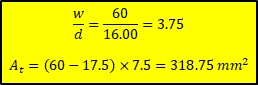 w/d = 60/16.00 = 3.75
A_t = (60 − 17.5) × 7.5 = 318.75 mm²